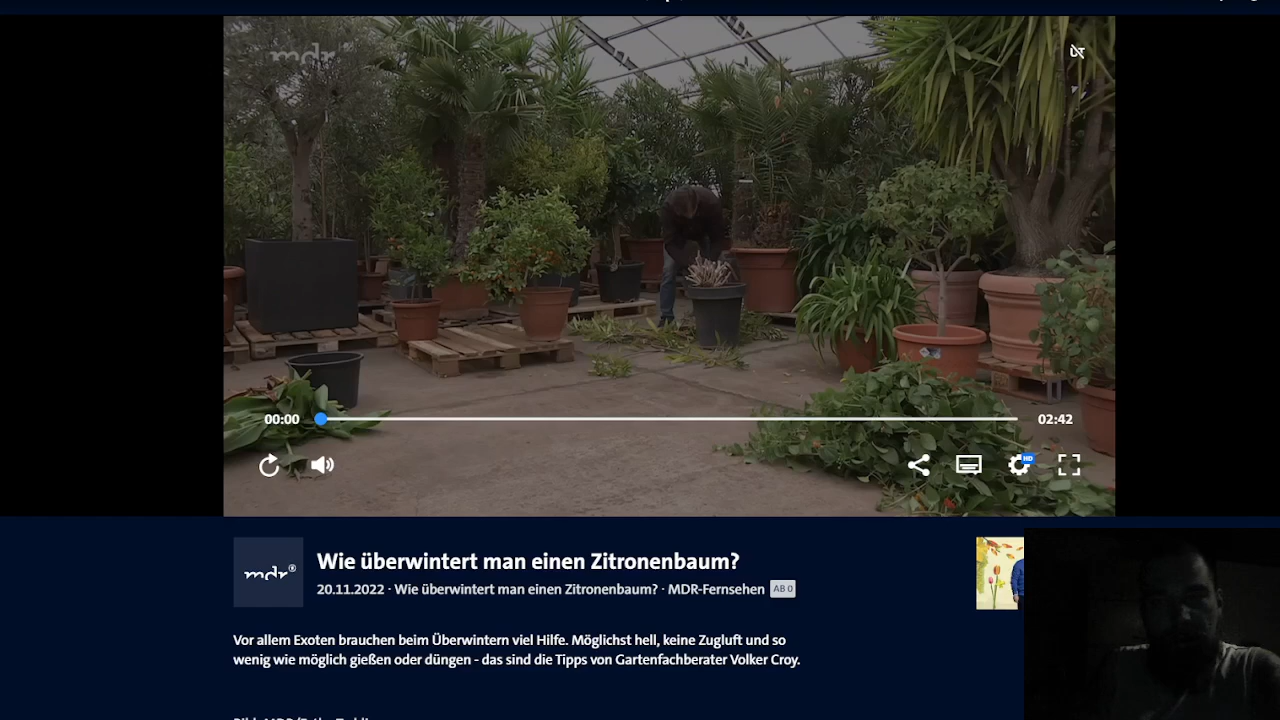 mdr
UT
00:00
02:42
HD
mdr
Wie überwintert man einen Zitronenbaum?
20.11.2022 · Wie überwintert man einen Zitronenbaum? · MDR-Fernsehen AB 0
Vor allem Exoten brauchen beim Überwintern viel Hilfe. Möglichst hell, keine Zugluft und so
wenig wie möglich gießen oder düngen - das sind die Tipps von Gartenfachberater Volker Croy.